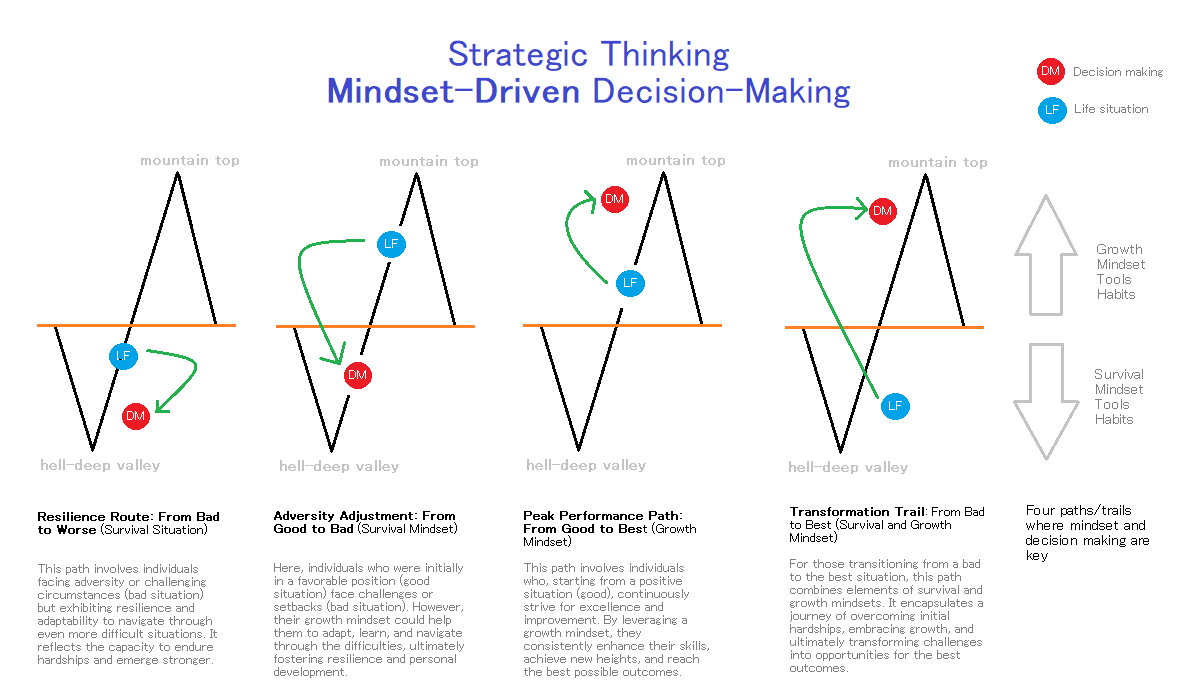 Strategic Thinking
Mindset-Driven Decision-Making
DM Decision making
LF Life situation
mountain top
mountain top
mountain top
mountain top
DM
LF
DM
LF
LF
DM
LF
DM
Growth
Mindset
Tools
Habits
Survival
Mindset
Tools
Habits
hell-deep valley
hell-deep valley
hell-deep valley
hell-deep valley
Resilience Route: From Bad
to Worse (Survival Situation)
This path involves individuals
facing adversity or challenging
circumstances (bad situation)
but exhibiting resilience and
adaptability to navigate through
even more difficult situations. It
reflects the capacity to endure
hardships and emerge stronger.
Adversity Adjustment: From
Good to Bad (Survival Mindset)
Here, individuals who were initially
in a favorable position (good
situation) face challenges or
setbacks (bad situation). However,
their growth mindset could help
them to adapt, learn, and navigate
through the difficulties, ultimately
fostering resilience and personal
development.
Peak Performance Path:
From Good to Best (Growth
Mindset)
This path involves individuals
who, starting from a positive
situation (good), continuously
strive for excellence and
improvement. By leveraging a
growth mindset, they
consistently enhance their skills,
achieve new heights, and reach
the best possible outcomes.
Transformation Trail: From Bad
to Best (Survival and Growth
Mindset)
For those transitioning from a bad
to the best situation, this path
combines elements of survival and
growth mindsets. It encapsulates a
journey of overcoming initial
hardships, embracing growth, and
ultimately transforming challenges
into opportunities for the best
outcomes.
Four paths/trails
where mindset and
decision making are
key